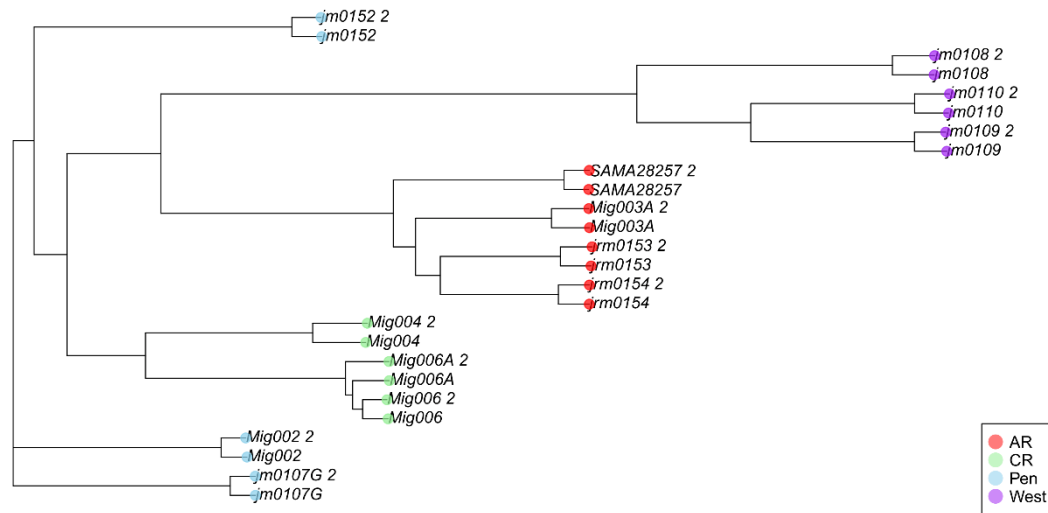 jm0152 2
jm0152
jm0108 2
jm0108
jm0110 2
jm0110
jm0109 2
jm0109
SAMA28257 2
SAMA28257
Mig003A 2
Mig003A
jrm0153 2
jrm0153
jrm0154 2
jrm0154
Mig004 2
Mig004
Mig006A 2
Mig006A
Mig006 2
Mig006
Mig002 2
Mig002
jm0107G 2
jm0107G
AR
CR
Pen
West